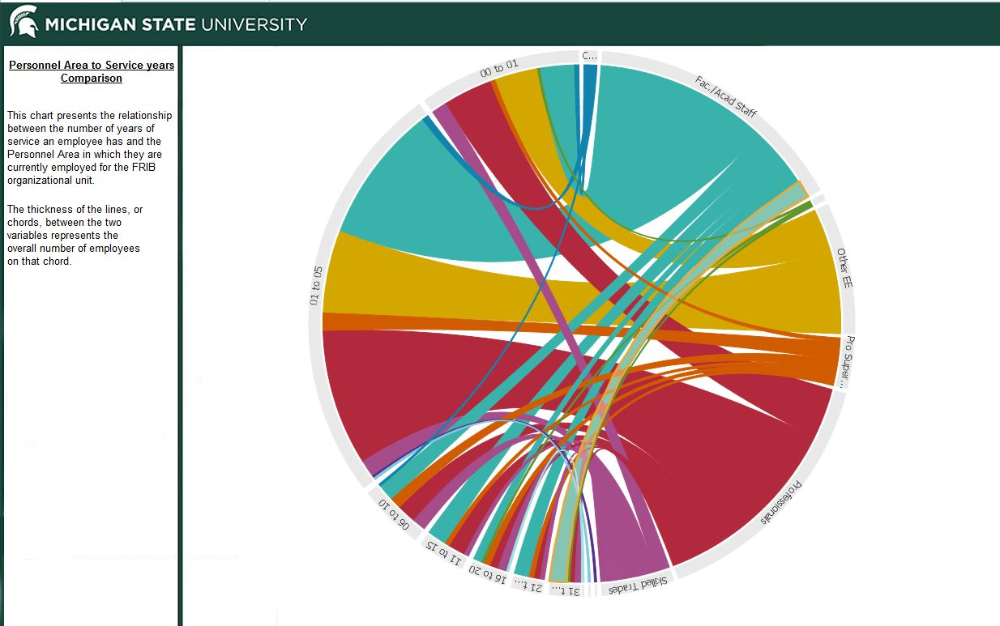 MICHIGAN STATE UNIVERSITY
Personnel Area to Service years
Comparison
This chart presents the relationship
between the number of years of
service an employee has and the
Personnel Area in which they are
currently employed for the FRIB
organizational unit.
The thickness of the lines, or
chords, between the two
variables represents the
overall number of employees
on that chord.
C...
Fac./Acad Staff
Other EE
Pro Super...
Professionals
Skilled Trades
31 t...
21 t...
16 to 20
11 to 15
06 to 10
01 to 05
00 to 01